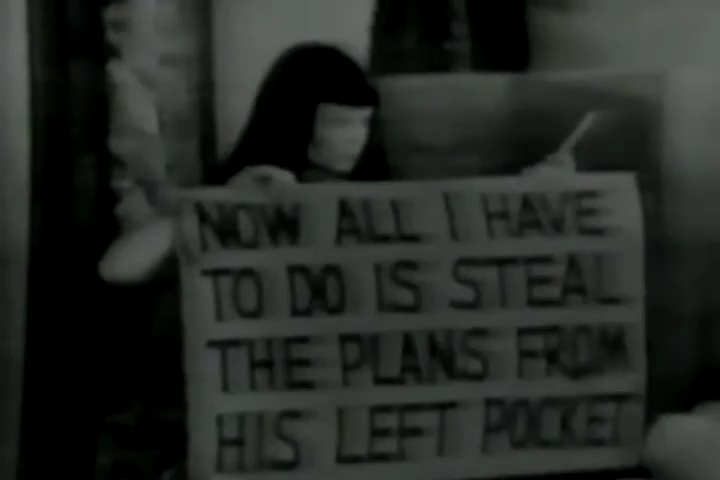 NOW ALL I HAVE
TO DO IS STEAL
THE PLANS FROM
HIS LEFT POCKET